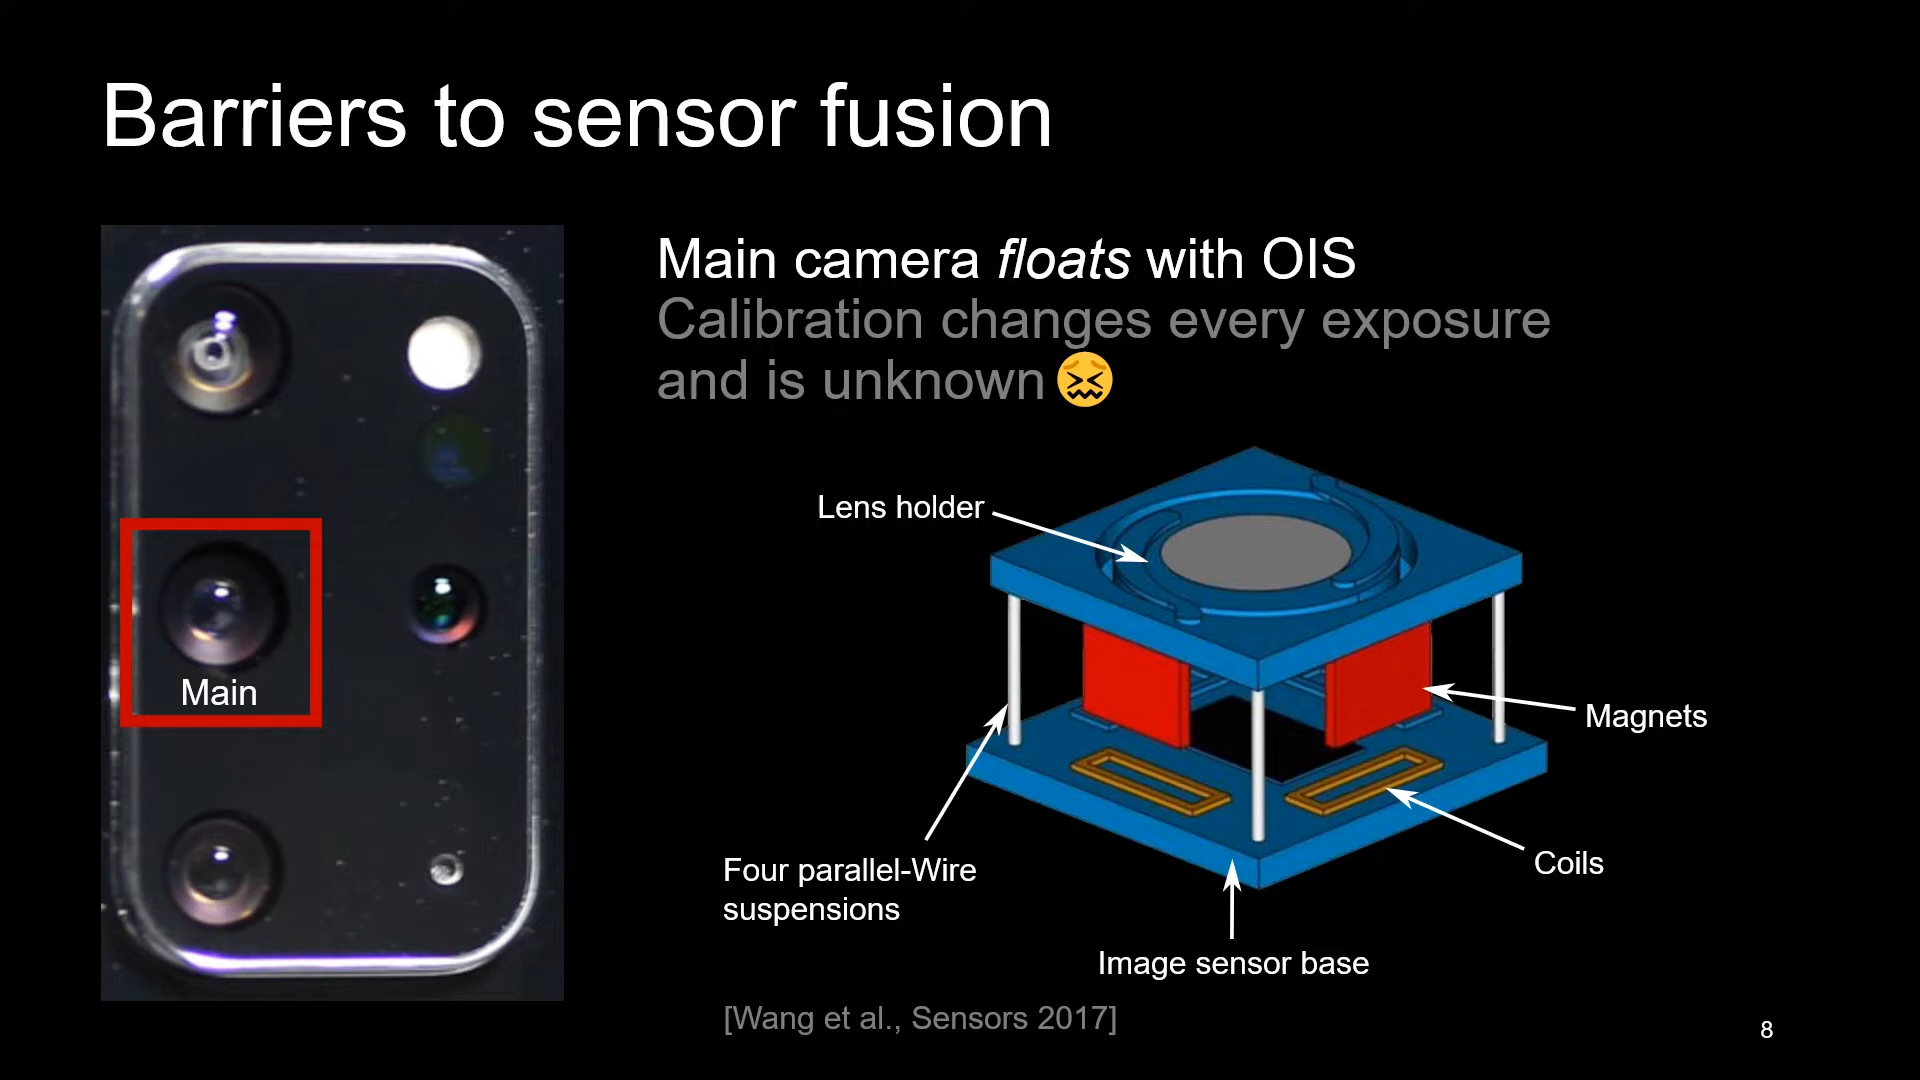 Barriers to sensor fusion
Main camera floats with OIS
Calibration changes every exposure
and is unknown
Lens holder
Main
Magnets
Four parallel-Wire
suspensions
Coils
Image sensor base
[Wang et al., Sensors 2017]
8